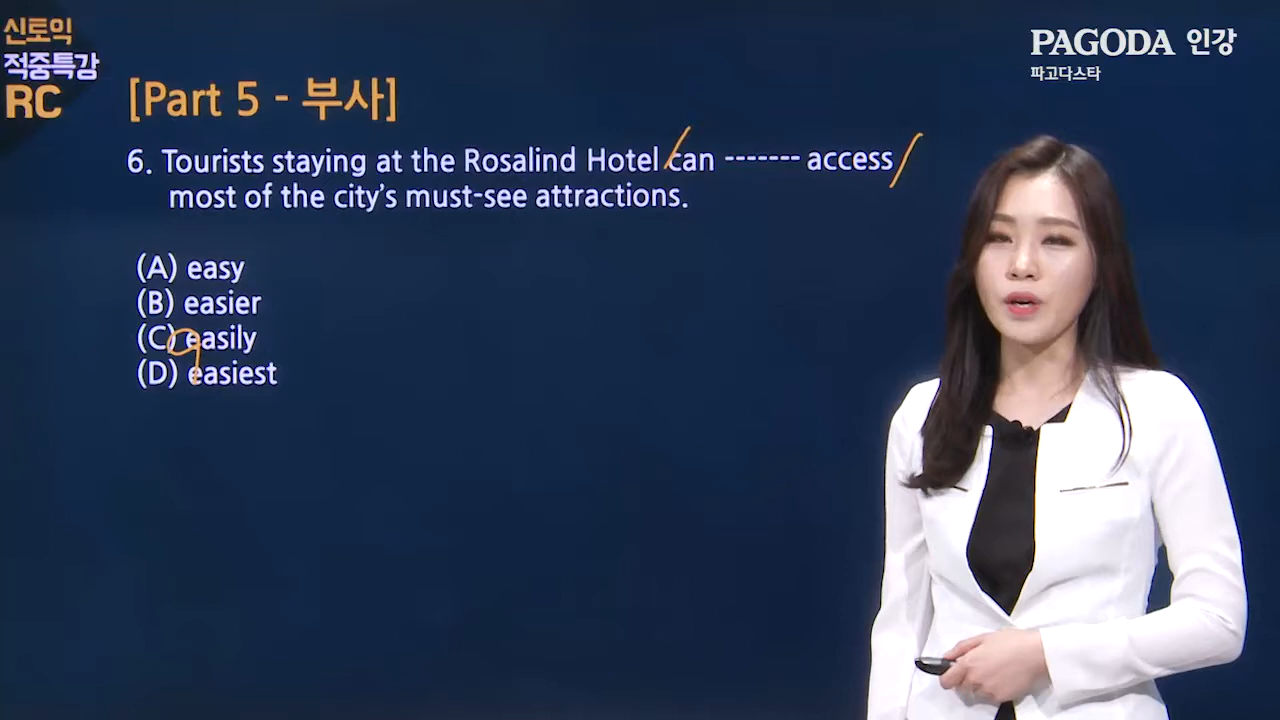 신토익
적중특강
RC
PAGODA 인강
파고다스타
[Part 5 - 부사]
6. Tourists staying at the Rosalind Hotel can ------- access
most of the city's must-see attractions.
(A) easy
(B) easier
(C) easily
(D) easiest